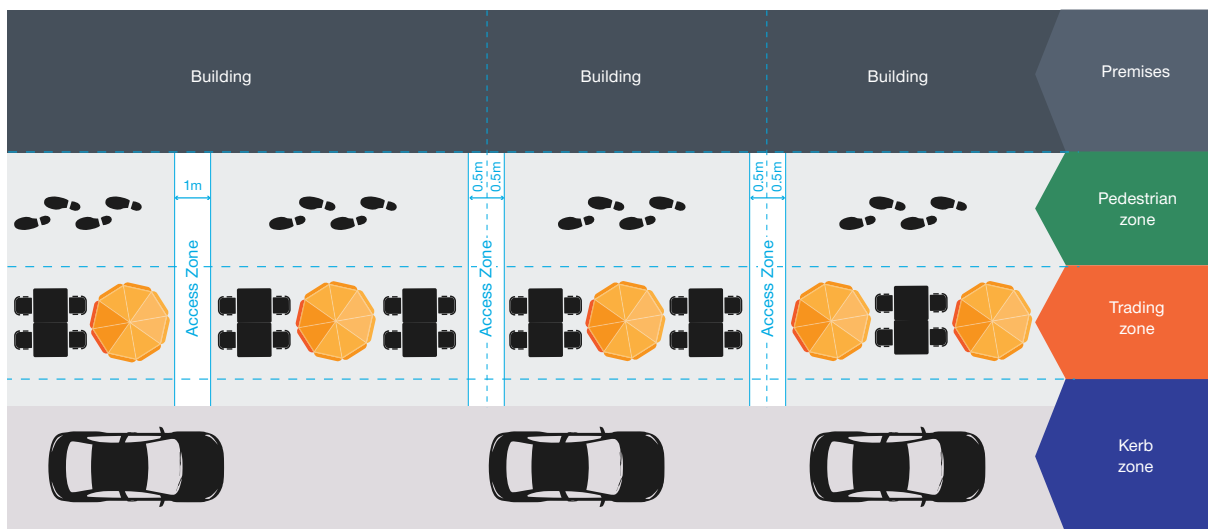 Building
Building
Building
Premises
1m
0.5m
0.5m
0.5m
0.5m
Pedestrian
zone
Access Zone
Access Zone
Access Zone
Trading
zone
Kerb
zone